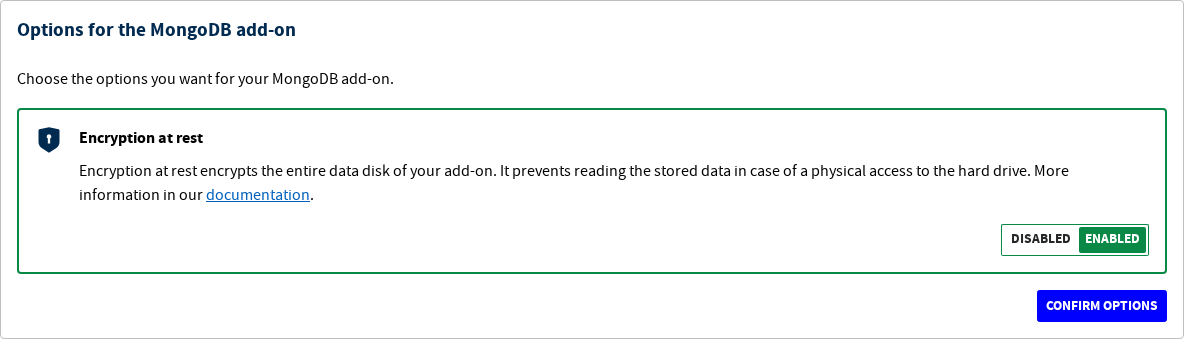 Options for the MongoDB add-on
Choose the options you want for your MongoDB add-on.
Encryption at rest
Encryption at rest encrypts the entire data disk of your add-on. It prevents reading the stored data in case of a physical access to the hard drive. More
information in our documentation.
DISABLED ENABLED
CONFIRM OPTIONS